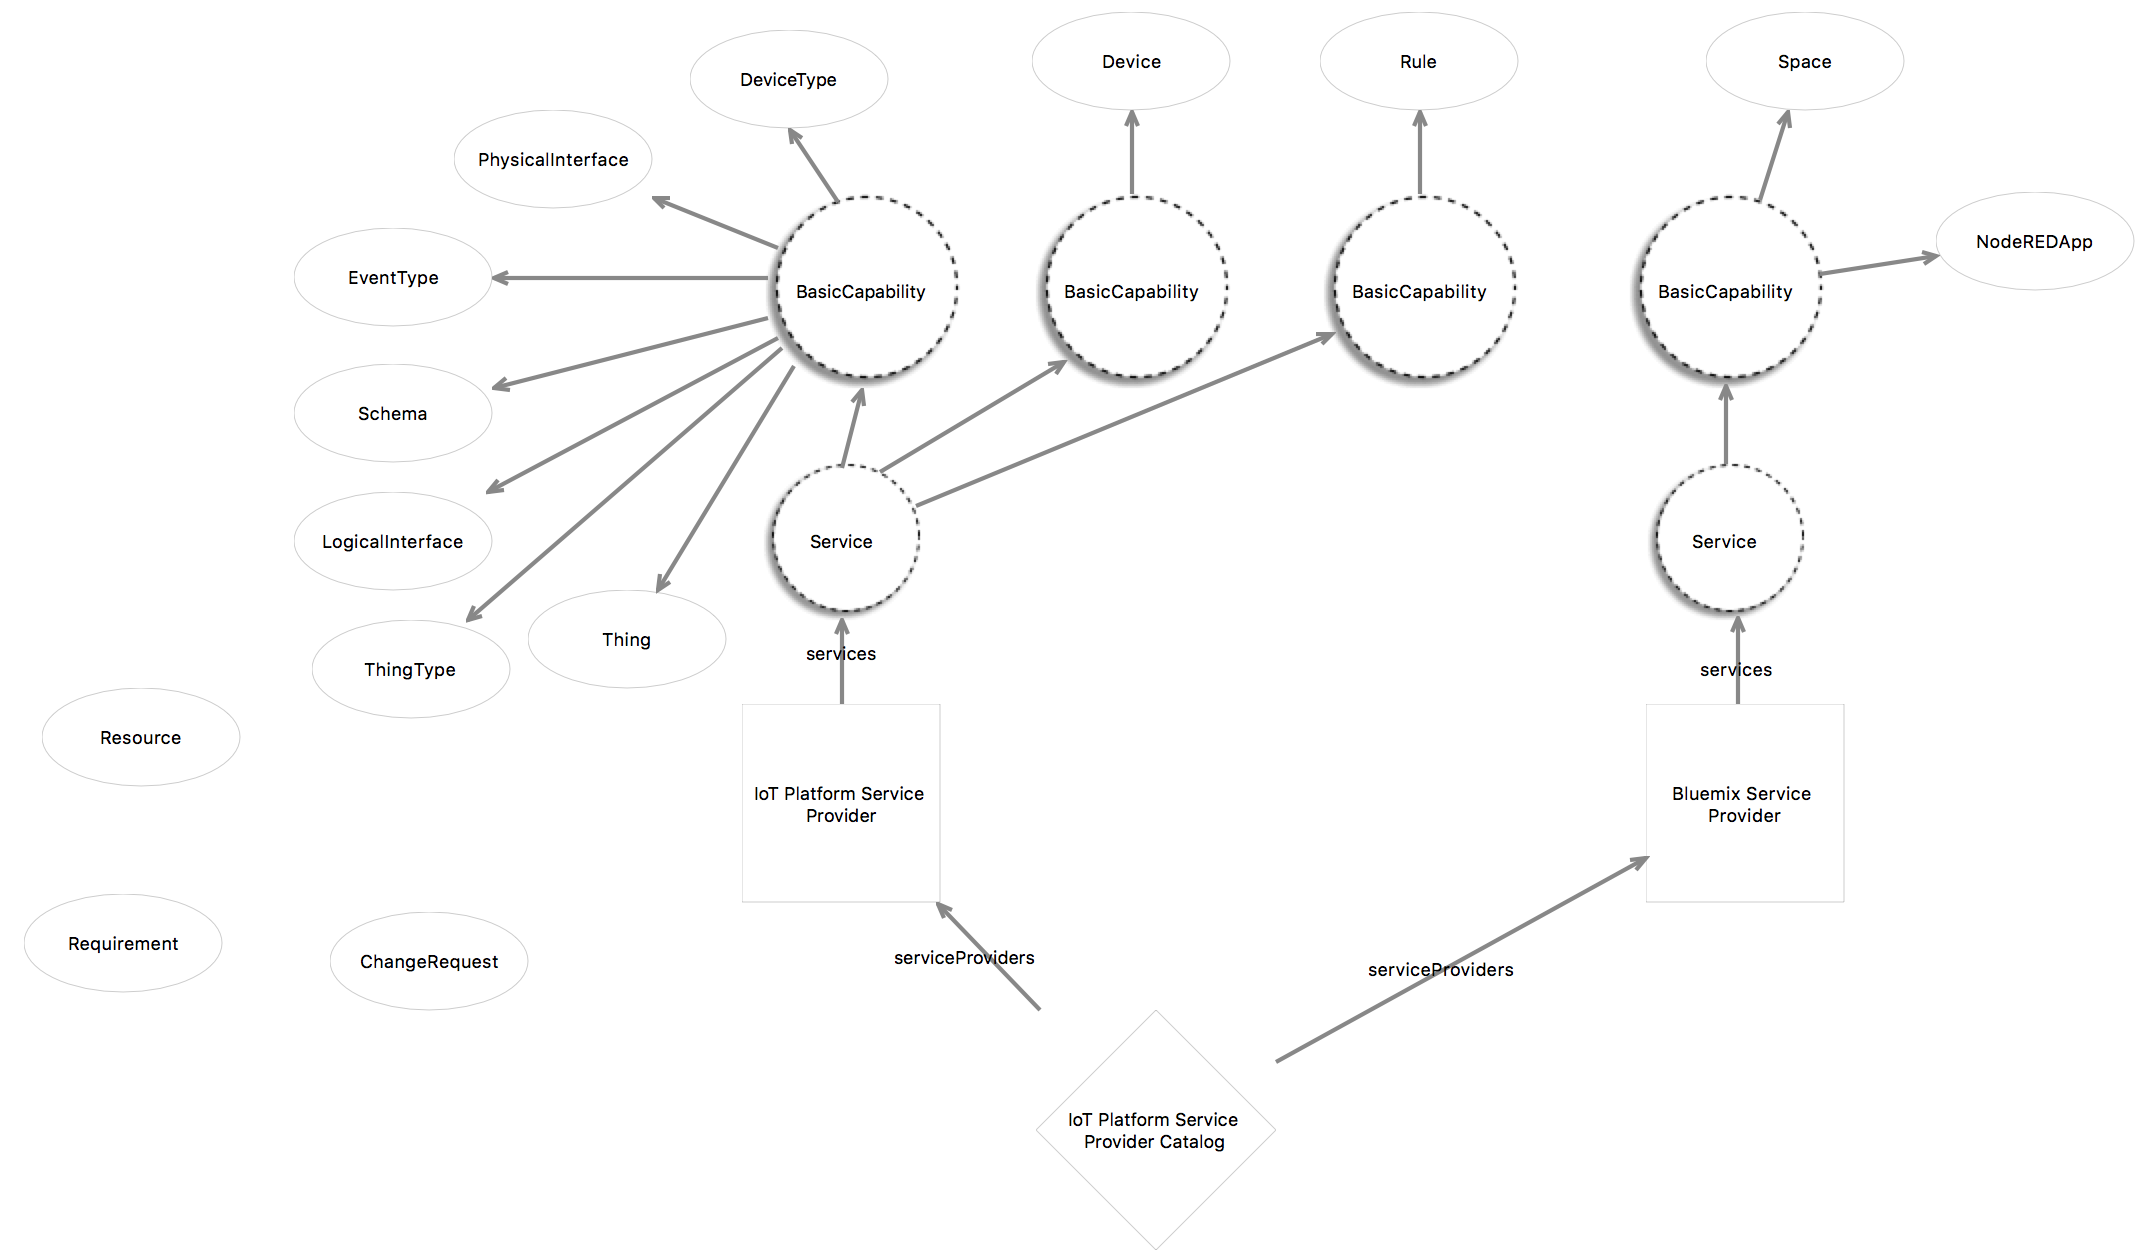 Device
Rule
Space
DeviceType
PhysicalInterface
NodeREDApp
EventType
BasicCapability
BasicCapability
BasicCapability
BasicCapability
Schema
LogicalInterface
Service
Service
Thing
services
ThingType
services
Resource
IoT Platform Service
Provider
Bluemix Service
Provider
Requirement
ChangeRequest
serviceProviders
serviceProviders
IoT Platform Service
Provider Catalog